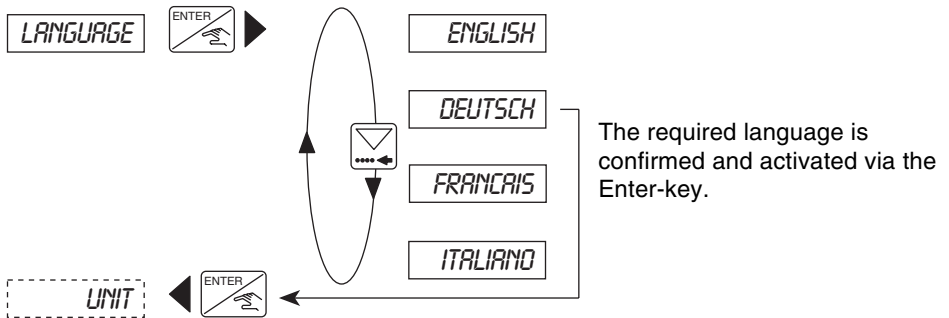 LANGUAGE
ENTER
ENGLISH
DEUTSCH
FRANCAIS
ITALIANO
The required language is
confirmed and activated via the
Enter-key.
UNIT
ENTER